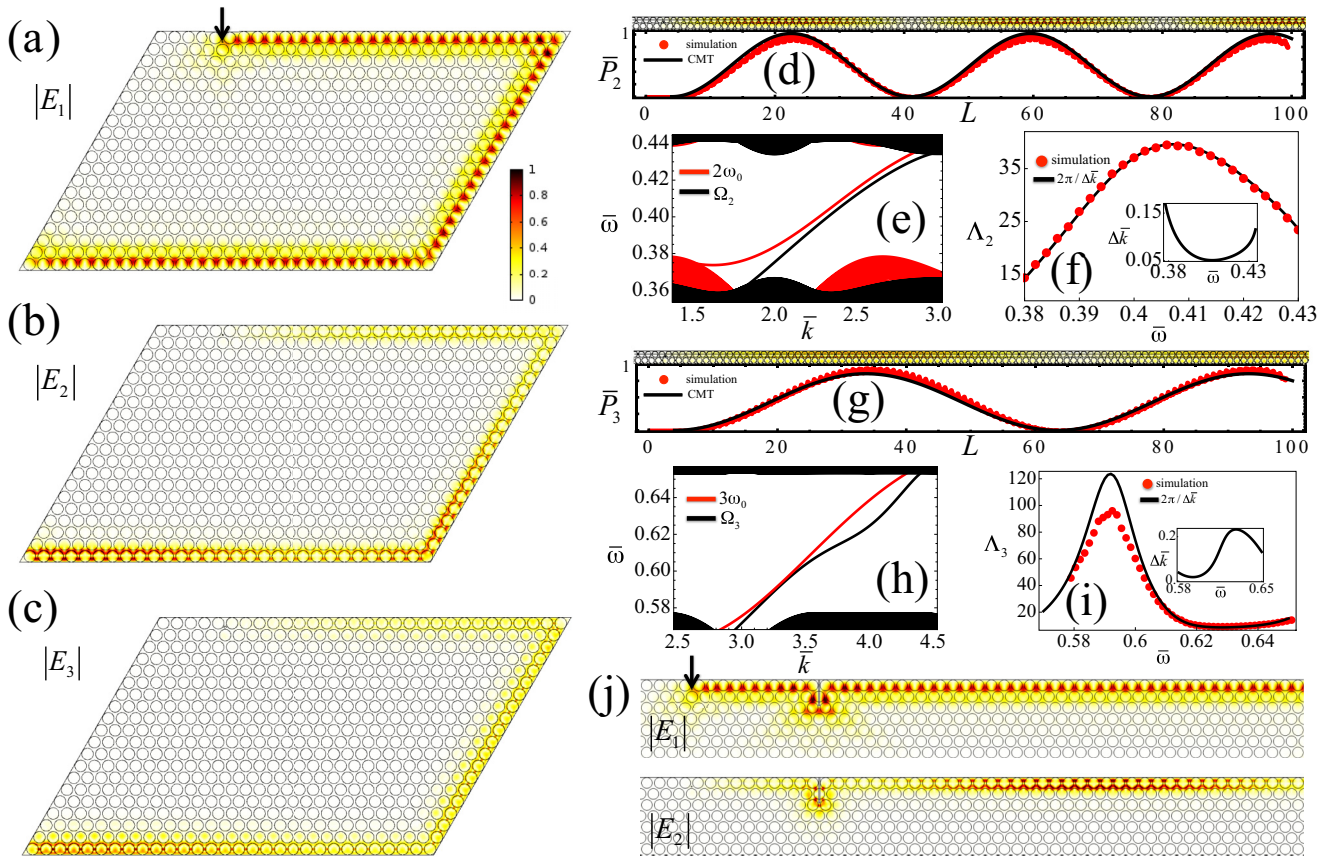 (a)
|E₁|
1
0.8
0.6
0.4
0.2
0
(b)
|E₂|
(c)
|E₃|
(d)
P̄₂
1
simulation
CMT
0 20 40 60 80 100
L
(e)
ω̄
0.44
0.42
0.40
0.38
0.36
2ω₀
Ω₂
1.5 2.0 2.5 3.0
k̄
(f)
Λ₂
35
25
15
simulation
2π / Δk̄
Δk̄
0.15
0.05
0.38 ω̄ 0.43
0.38 0.39 0.4 0.41 0.42 0.43
ω̄
(g)
P̄₃
1
simulation
CMT
0 20 40 60 80 100
L
(h)
ω̄
0.64
0.62
0.60
0.58
3ω₀
Ω₃
2.5 3.0 3.5 4.0 4.5
k̄
(i)
Λ₃
120
100
80
60
40
20
simulation
2π / Δk̄
0.2
Δk̄
0
0.58 ω̄ 0.65
0.58 0.6 0.62 0.64
ω̄
(j)
|E₁|
|E₂|